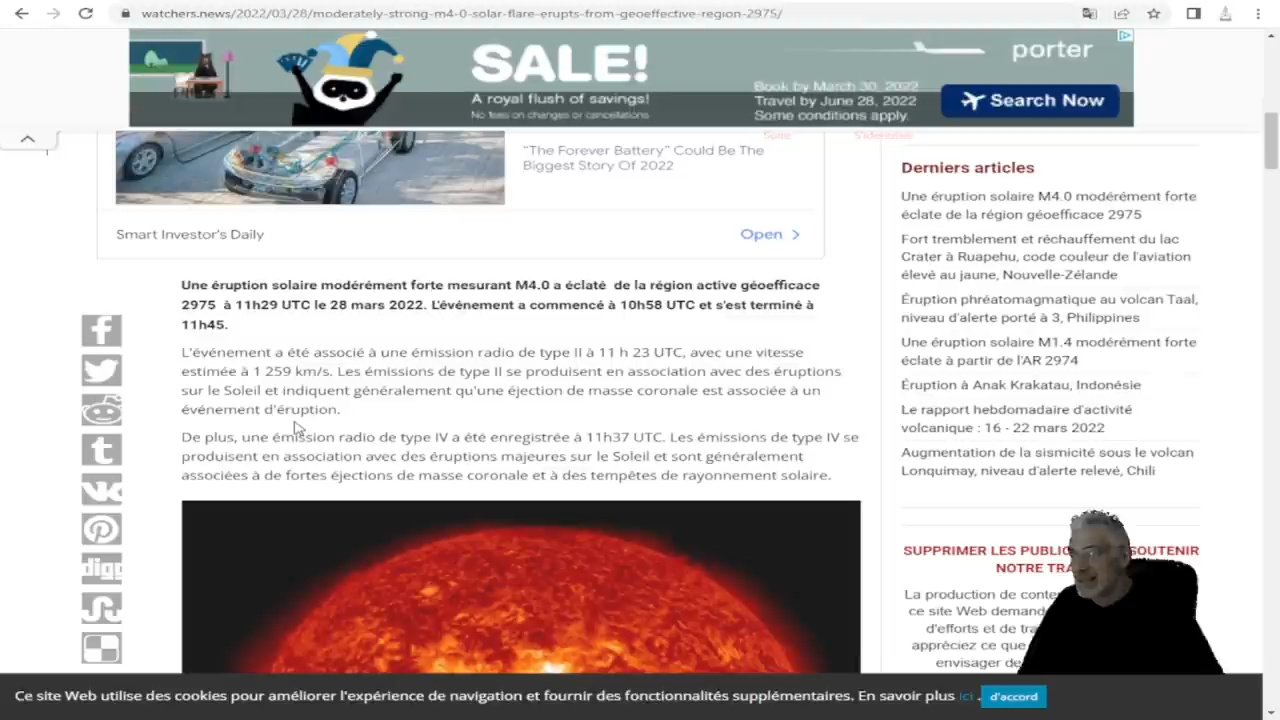 watchers.news/2022/03/28/moderately-strong-m4-0-solar-flare-erupts-from-geoeffective-region-2975/
SALE!
A royal flush of savings!
No fees on changes or cancellations
porter
Book by March 30, 2022
Travel by June 28, 2022
Some conditions apply.
Search Now
"The Forever Battery" Could Be The
Biggest Story Of 2022
Smart Investor's Daily
Open >
Une éruption solaire modérément forte mesurant M4.0 a éclaté de la région active géoefficace
2975 à 11h29 UTC le 28 mars 2022. L'événement a commencé à 10h58 UTC et s'est terminé à
11h45.
L'événement a été associé à une émission radio de type II à 11 h 23 UTC, avec une vitesse
estimée à 1 259 km/s. Les émissions de type II se produisent en association avec des éruptions
sur le Soleil et indiquent généralement qu'une éjection de masse coronale est associée à un
événement d'éruption.
De plus, une émission radio de type IV a été enregistrée à 11h37 UTC. Les émissions de type IV se
produisent en association avec des éruptions majeures sur le Soleil et sont généralement
associées à de fortes éjections de masse coronale et à des tempêtes de rayonnement solaire.
digg
Derniers articles
Une éruption solaire M4.0 modérément forte
éclate de la région géoefficace 2975
Fort tremblement et réchauffement du lac
Crater à Ruapehu, code couleur de l'aviation
élevé au jaune, Nouvelle-Zélande
Éruption phréatomagmatique au volcan Taal,
niveau d'alerte porté à 3, Philippines
Une éruption solaire M1.4 modérément forte
éclate à partir de l'AR 2974
Éruption à Anak Krakatau, Indonésie
Le rapport hebdomadaire d'activité
volcanique : 16 - 22 mars 2022
Augmentation de la sismicité sous le volcan
Lonquimay, niveau d'alerte relevé, Chili
SUPPRIMER LES PUBLIC SOUTENIR
NOTRE TRA
La production de conte
ce site Web demand
d'efforts et de tra
appréciez ce que
envisager de
Ce site Web utilise des cookies pour améliorer l'expérience de navigation et fournir des fonctionnalités supplémentaires. En savoir plus ici .
d'accord